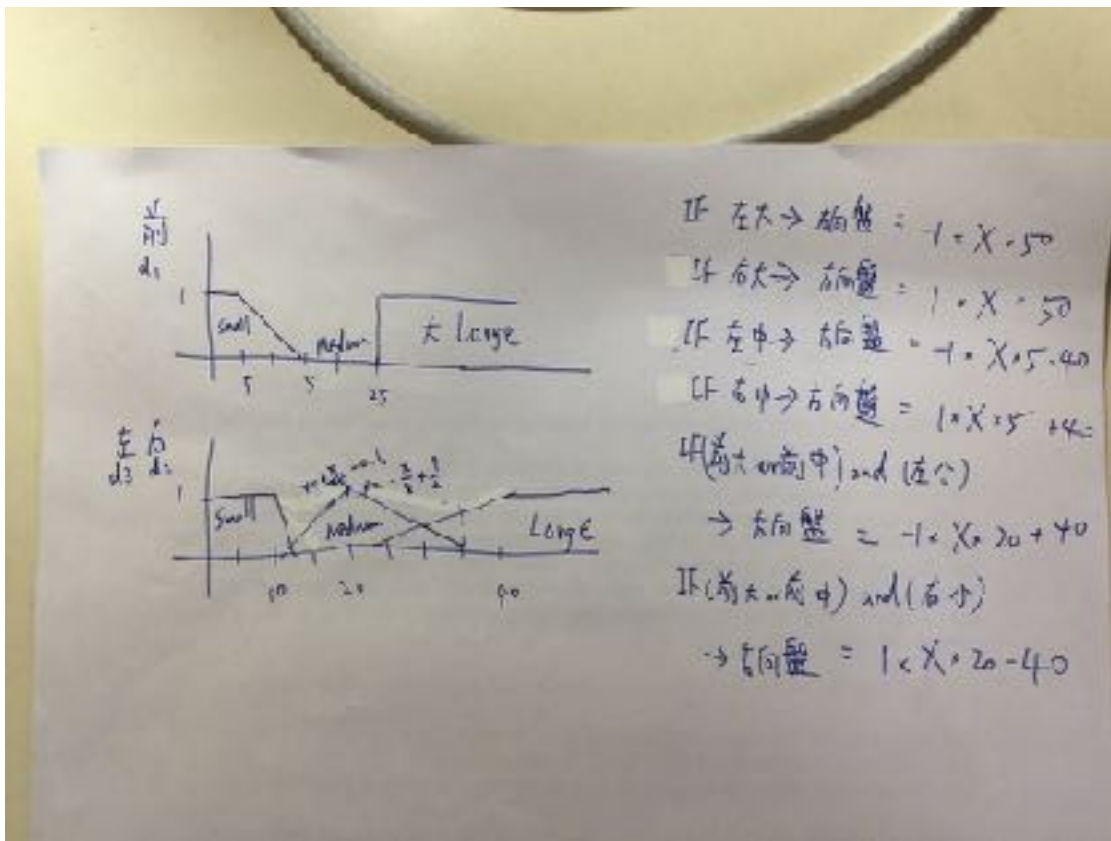 前
d1
1
small
medium
大 Large
5
5
25
左 右
d3 d2
1
small
medium
Large
10
20
IF 左大→方向盤 = -1 * X * 50
IF 右大→方向盤 = 1 * X * 50
IF 左中→方向盤 = -1 * X * 5 - 40
IF 右中→方向盤 = 1 * X * 5 + 40
IF(前大 or 前中) and (左小)
→ 方向盤 = -1 * X * 20 + 40
IF(前大 or 前中) and (右小)
→ 方向盤 = 1 * X * 20 - 40